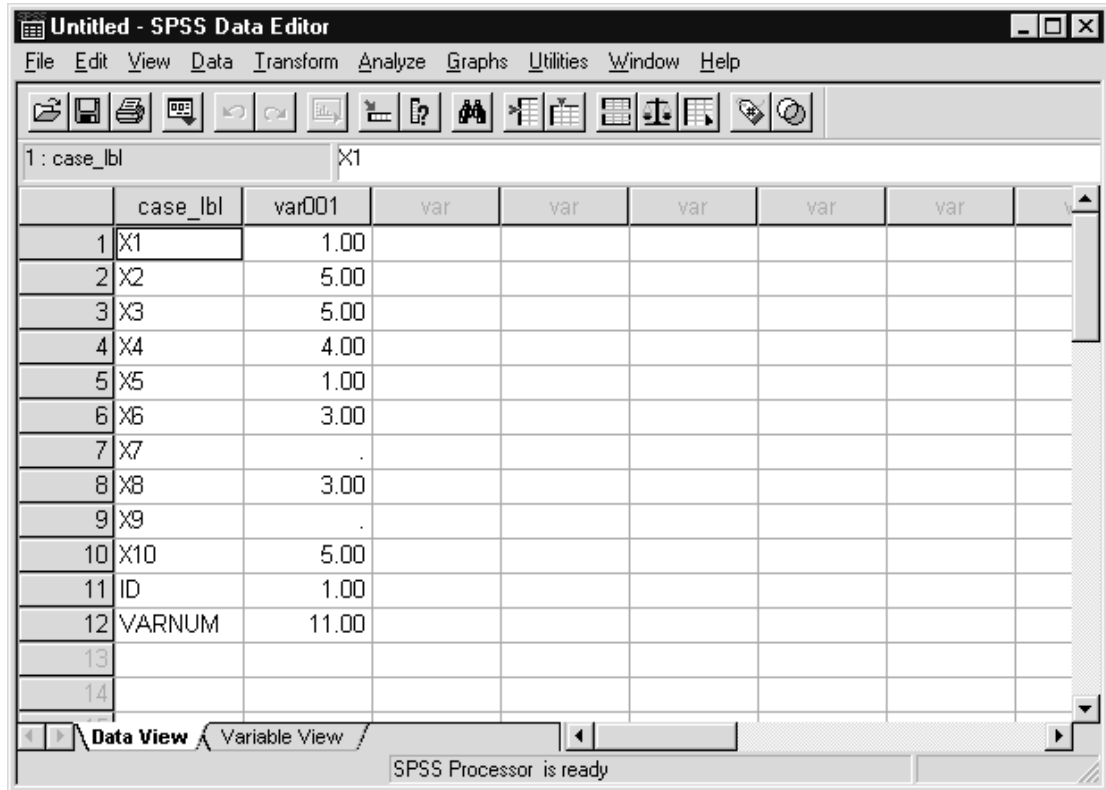 Untitled - SPSS Data Editor
File Edit View Data Transform Analyze Graphs Utilities Window Help
1 : case_lbl X1
case_lbl var001 var var var var var
1 X1 1.00
2 X2 5.00
3 X3 5.00
4 X4 4.00
5 X5 1.00
6 X6 3.00
7 X7 .
8 X8 3.00
9 X9 .
10 X10 5.00
11 ID 1.00
12 VARNUM 11.00
13
14
Data View Variable View
SPSS Processor is ready